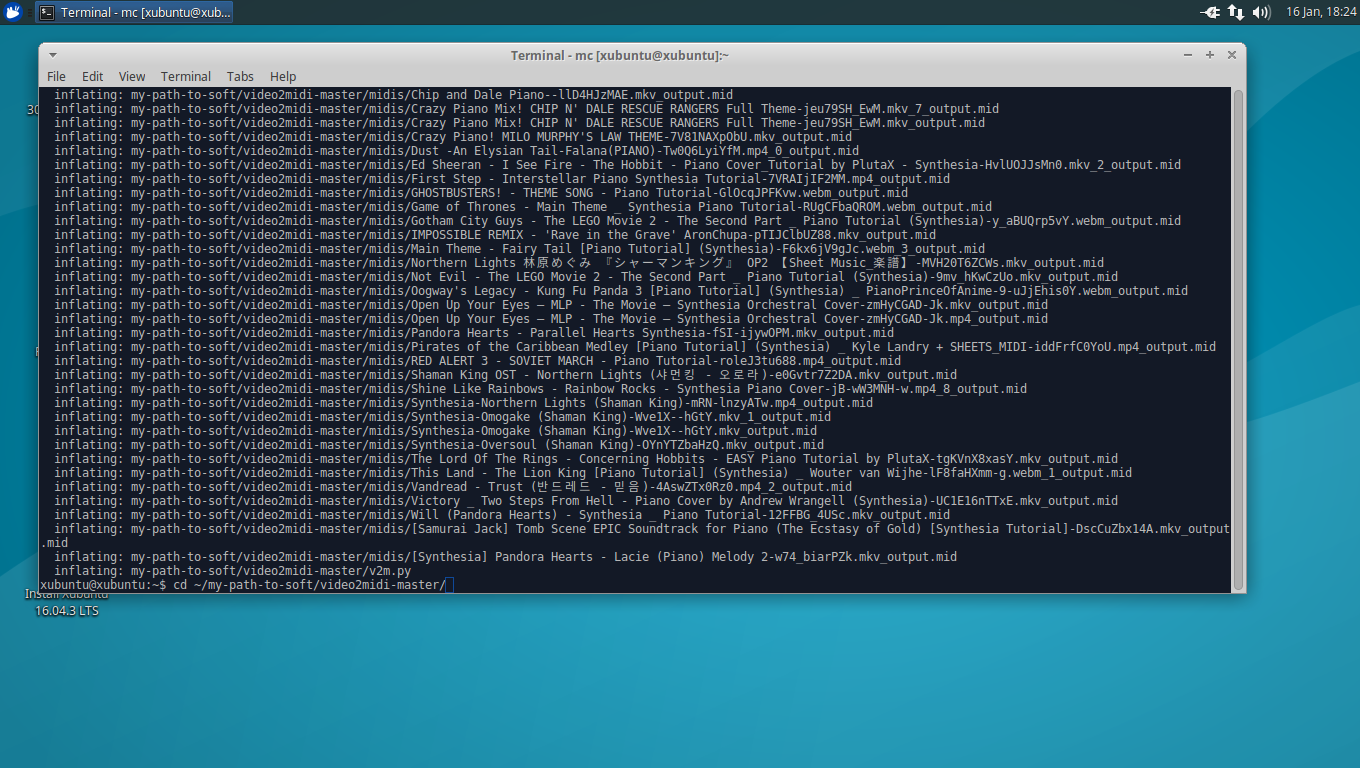 Terminal - mc [xubuntu@xub...
16 Jan, 18:24
Terminal - mc [xubuntu@xubuntu]:~
File Edit View Terminal Tabs Help
inflating: my-path-to-soft/video2midi-master/midis/Chip and Dale Piano--llD4HJzMAE.mkv_output.mid
inflating: my-path-to-soft/video2midi-master/midis/Crazy Piano Mix! CHIP N' DALE RESCUE RANGERS Full Theme-jeu79SH_EwM.mkv_7_output.mid
inflating: my-path-to-soft/video2midi-master/midis/Crazy Piano Mix! CHIP N' DALE RESCUE RANGERS Full Theme-jeu79SH_EwM.mkv_output.mid
inflating: my-path-to-soft/video2midi-master/midis/Crazy Piano! MILO MURPHY'S LAW THEME-7V81NAXpObU.mkv_output.mid
inflating: my-path-to-soft/video2midi-master/midis/Dust -An Elysian Tail-Falana(PIANO)-Tw0Q6LyiYfM.mp4_0_output.mid
inflating: my-path-to-soft/video2midi-master/midis/Ed Sheeran - I See Fire - The Hobbit - Piano Cover_Tutorial by PlutaX - Synthesia-HvlUOJJsMn0.mkv_2_output.mid
inflating: my-path-to-soft/video2midi-master/midis/First Step - Interstellar Piano Synthesia Tutorial-7VRAIjIF2MM.mp4_output.mid
inflating: my-path-to-soft/video2midi-master/midis/GHOSTBUSTERS! - THEME SONG - Piano Tutorial-GlOcqJPFKvw.webm_output.mid
inflating: my-path-to-soft/video2midi-master/midis/Game of Thrones - Main Theme _ Synthesia Piano Tutorial-RUgCFbaQROM.webm_output.mid
inflating: my-path-to-soft/video2midi-master/midis/Gotham City Guys - The LEGO Movie 2 - The Second Part _ Piano Tutorial (Synthesia)-y_aBUQrp5vY.webm_output.mid
inflating: my-path-to-soft/video2midi-master/midis/IMPOSSIBLE REMIX - 'Rave in the Grave' AronChupa-pTIJClbUZ88.mkv_output.mid
inflating: my-path-to-soft/video2midi-master/midis/Main Theme - Fairy Tail [Piano Tutorial] (Synthesia)-F6kx6jV9gJc.webm_3_output.mid
inflating: my-path-to-soft/video2midi-master/midis/Northern Lights 林原めぐみ 『シャーマンキング』 OP2 【Sheet Music_楽譜】-MVH20T6ZCWs.mkv_output.mid
inflating: my-path-to-soft/video2midi-master/midis/Not Evil - The LEGO Movie 2 - The Second Part _ Piano Tutorial (Synthesia)-9mv_hKwCzUo.mkv_output.mid
inflating: my-path-to-soft/video2midi-master/midis/Oogway's Legacy - Kung Fu Panda 3 [Piano Tutorial] (Synthesia) _ PianoPrinceOfAnime-9-uJjEhis0Y.webm_output.mid
inflating: my-path-to-soft/video2midi-master/midis/Open Up Your Eyes – MLP - The Movie – Synthesia Orchestral Cover-zmHyCGAD-Jk.mkv_output.mid
inflating: my-path-to-soft/video2midi-master/midis/Open Up Your Eyes – MLP - The Movie – Synthesia Orchestral Cover-zmHyCGAD-Jk.mp4_output.mid
inflating: my-path-to-soft/video2midi-master/midis/Pandora Hearts - Parallel Hearts Synthesia-fSI-ijywOPM.mkv_output.mid
inflating: my-path-to-soft/video2midi-master/midis/Pirates of the Caribbean Medley [Piano Tutorial] (Synthesia) _ Kyle Landry + SHEETS_MIDI-iddFrfC0YoU.mp4_output.mid
inflating: my-path-to-soft/video2midi-master/midis/RED ALERT 3 - SOVIET MARCH - Piano Tutorial-roleJ3tu688.mp4_output.mid
inflating: my-path-to-soft/video2midi-master/midis/Shaman King OST - Northern Lights (샤먼킹 - 오로라)-e0Gvtr7Z2DA.mkv_output.mid
inflating: my-path-to-soft/video2midi-master/midis/Shine Like Rainbows - Rainbow Rocks - Synthesia Piano Cover-jB-wW3MNH-w.mp4_8_output.mid
inflating: my-path-to-soft/video2midi-master/midis/Synthesia-Northern Lights (Shaman King)-mRN-lnzyATw.mp4_output.mid
inflating: my-path-to-soft/video2midi-master/midis/Synthesia-Omogake (Shaman King)-Wve1X--hGtY.mkv_1_output.mid
inflating: my-path-to-soft/video2midi-master/midis/Synthesia-Omogake (Shaman King)-Wve1X--hGtY.mkv_output.mid
inflating: my-path-to-soft/video2midi-master/midis/Synthesia-Oversoul (Shaman King)-OYnYTZbaHzQ.mkv_output.mid
inflating: my-path-to-soft/video2midi-master/midis/The Lord Of The Rings - Concerning Hobbits - EASY Piano Tutorial by PlutaX-tgKVnX8xasY.mkv_output.mid
inflating: my-path-to-soft/video2midi-master/midis/This Land - The Lion King [Piano Tutorial] (Synthesia) _ Wouter van Wijhe-lF8faHXmm-g.webm_1_output.mid
inflating: my-path-to-soft/video2midi-master/midis/Vandread - Trust (반드레드 - 믿음)-4AswZTx0Rz0.mp4_2_output.mid
inflating: my-path-to-soft/video2midi-master/midis/Victory _ Two Steps From Hell - Piano Cover by Andrew Wrangell (Synthesia)-UC1E16nTTxE.mkv_output.mid
inflating: my-path-to-soft/video2midi-master/midis/Will (Pandora Hearts) - Synthesia _ Piano Tutorial-12FFBG_4USc.mkv_output.mid
inflating: my-path-to-soft/video2midi-master/midis/[Samurai Jack] Tomb Scene EPIC Soundtrack for Piano (The Ecstasy of Gold) [Synthesia Tutorial]-DscCuZbx14A.mkv_output
.mid
inflating: my-path-to-soft/video2midi-master/midis/[Synthesia] Pandora Hearts - Lacie (Piano) Melody 2-w74_biarPZk.mkv_output.mid
inflating: my-path-to-soft/video2midi-master/v2m.py
xubuntu@xubuntu:~$ cd ~/my-path-to-soft/video2midi-master/
Install Xubuntu
16.04.3 LTS